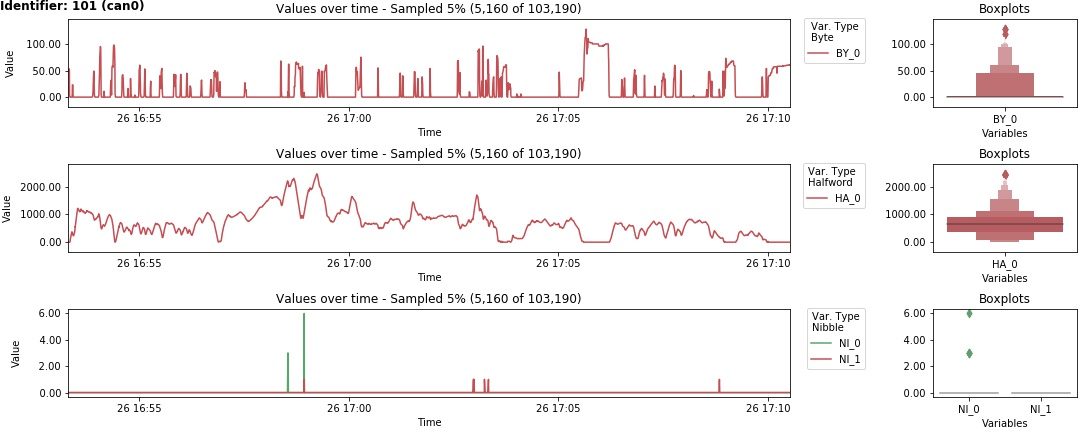 Identifier: 101 (can0)
Values over time - Sampled 5% (5,160 of 103,190)
Value
100.00
50.00
0.00
26 16:55
26 17:00
26 17:05
26 17:10
Time
Var. Type
Byte
BY_0
Boxplots
100.00
50.00
0.00
BY_0
Variables
Values over time - Sampled 5% (5,160 of 103,190)
Value
2000.00
1000.00
0.00
26 16:55
26 17:00
26 17:05
26 17:10
Time
Var. Type
Halfword
HA_0
Boxplots
2000.00
1000.00
0.00
HA_0
Variables
Values over time - Sampled 5% (5,160 of 103,190)
Value
6.00
4.00
2.00
0.00
26 16:55
26 17:00
26 17:05
26 17:10
Time
Var. Type
Nibble
NI_0
NI_1
Boxplots
6.00
4.00
2.00
0.00
NI_0
NI_1
Variables